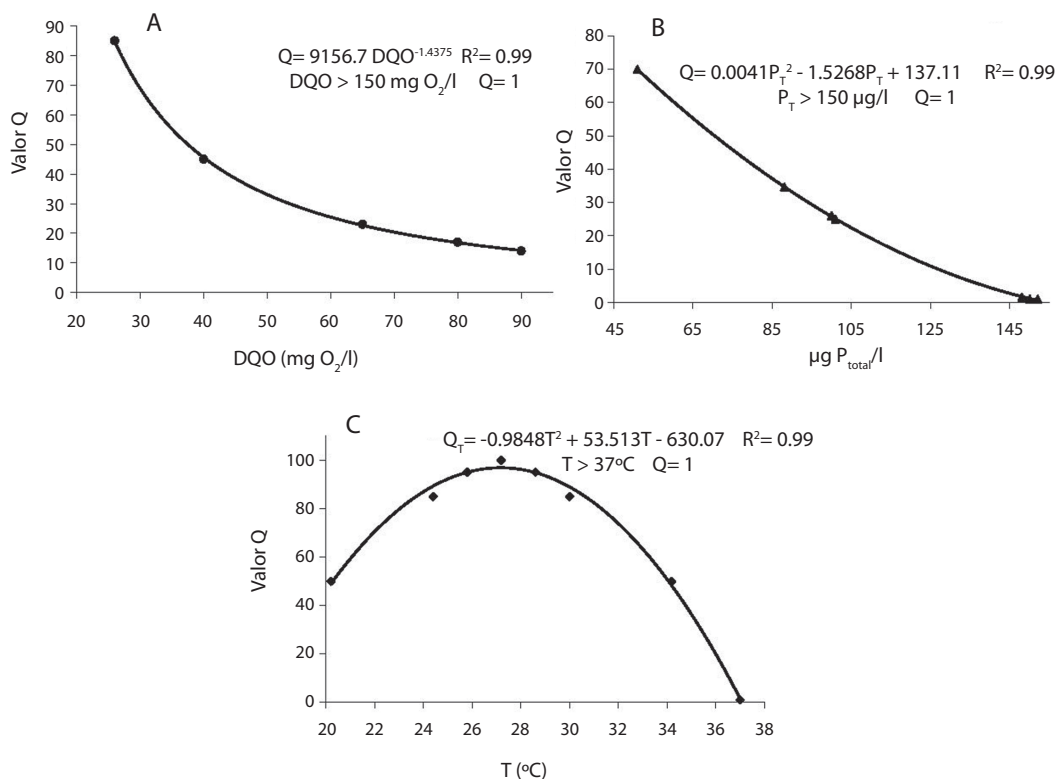 A
Q= 9156.7 DQO-1.4375 R2= 0.99
DQO > 150 mg O2/l Q= 1
Valor Q
90
80
70
60
50
40
30
20
10
0
20 30 40 50 60 70 80 90
DQO (mg O2/l)
B
Q= 0.0041PT2 - 1.5268PT + 137.11 R2= 0.99
PT > 150 µg/l Q= 1
Valor Q
80
70
60
50
40
30
20
10
0
45 65 85 105 125 145
µg Ptotal/l
C
QT= -0.9848T2 + 53.513T - 630.07 R2= 0.99
T > 37ºC Q= 1
Valor Q
100
80
60
40
20
0
20 22 24 26 28 30 32 34 36 38
T (ºC)